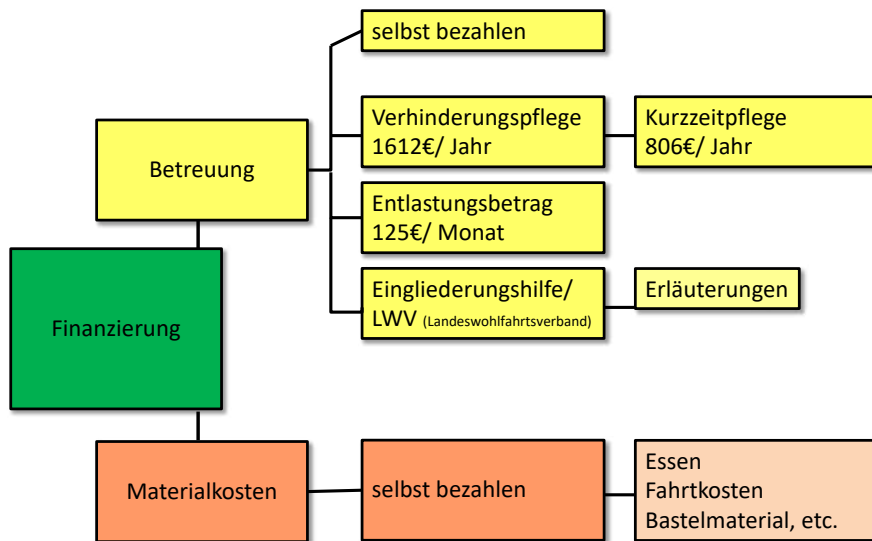 selbst bezahlen
Verhinderungspflege
1612€/ Jahr
Kurzzeitpflege
806€/ Jahr
Betreuung
Entlastungsbetrag
125€/ Monat
Eingliederungshilfe/
LWV (Landeswohlfahrtsverband)
Erläuterungen
Finanzierung
Materialkosten
selbst bezahlen
Essen
Fahrtkosten
Bastelmaterial, etc.